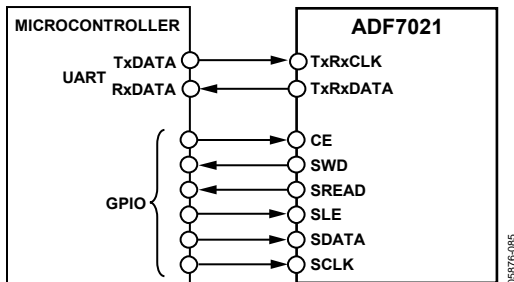 MICROCONTROLLER
ADF7021
UART
TxDATA
TxRxCLK
RxDATA
TxRxDATA
GPIO
CE
SWD
SREAD
SLE
SDATA
SCLK
05876-085